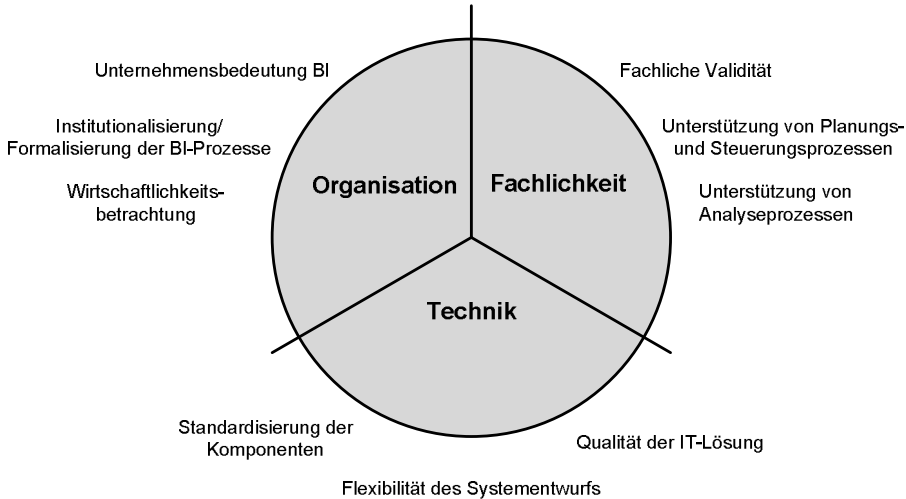 Unternehmensbedeutung BI
Institutionalisierung/
Formalisierung der BI-Prozesse
Wirtschaftlichkeits-
betrachtung
Organisation
Fachliche Validität
Unterstützung von Planungs-
und Steuerungsprozessen
Unterstützung von
Analyseprozessen
Fachlichkeit
Technik
Standardisierung der
Komponenten
Flexibilität des Systementwurfs
Qualität der IT-Lösung